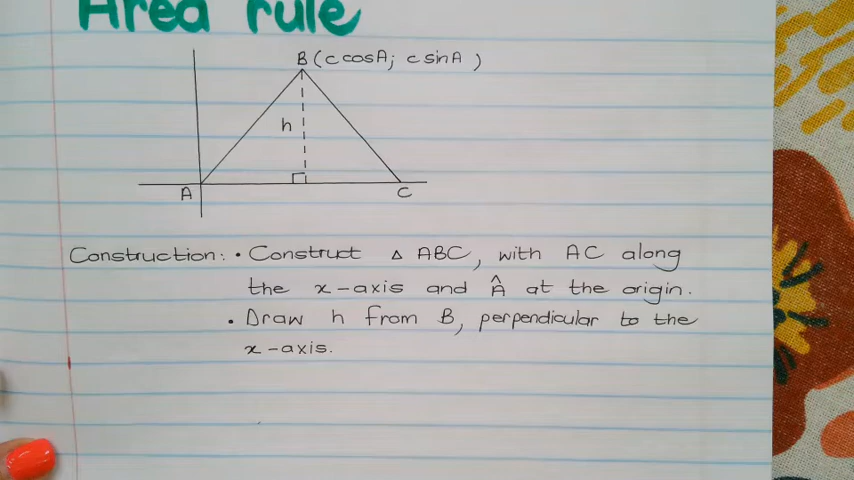 Area rule
B (c cosA; c sinA)
h
A
C
Construction: • Construct △ ABC, with AC along
the x-axis and Â at the origin.
• Draw h from B, perpendicular to the
x-axis.